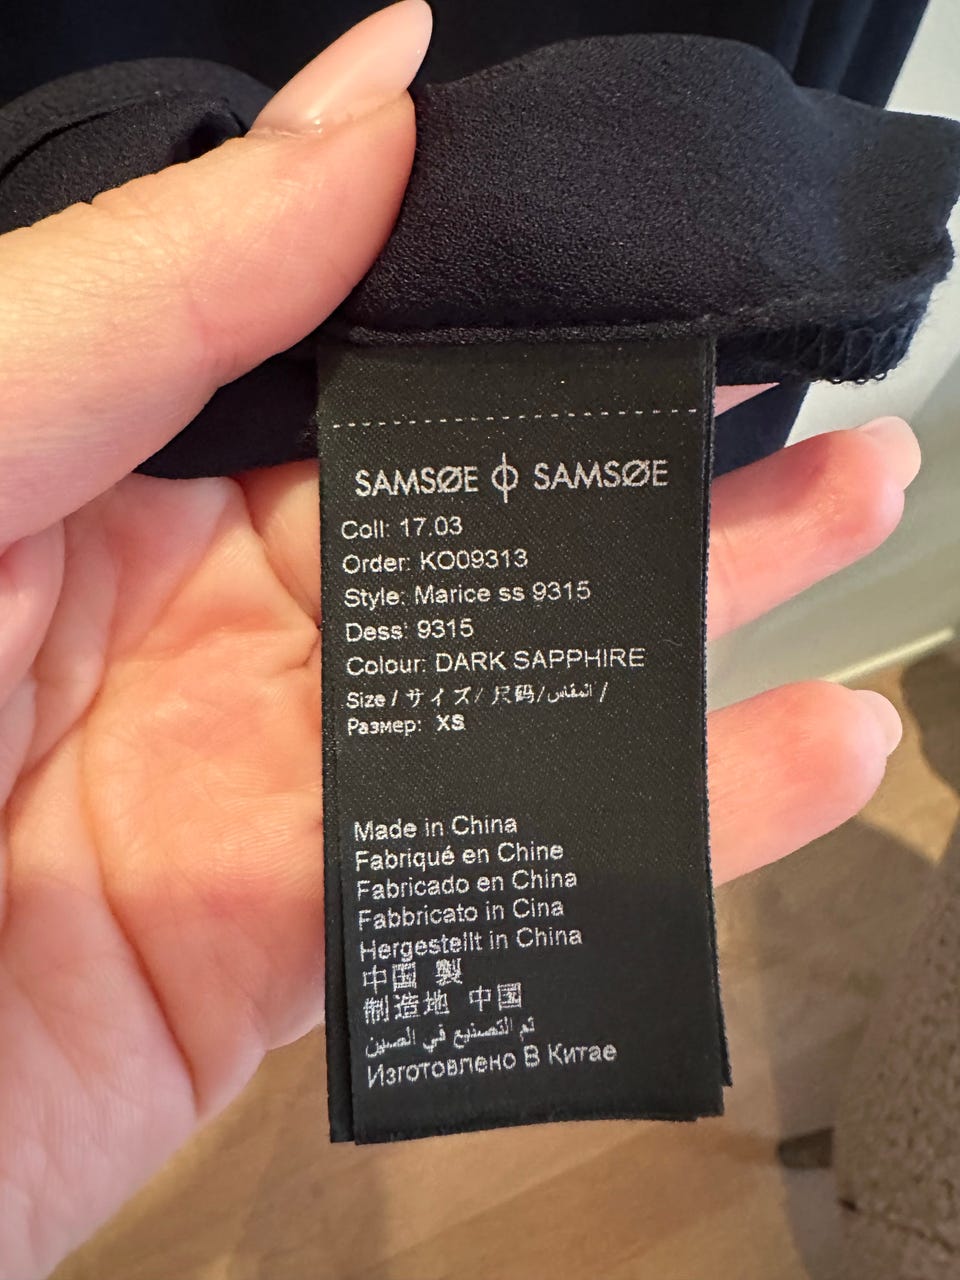 SAMSØE ϕ SAMSØE
Coll: 17.03
Order: KO09313
Style: Marice ss 9315
Dess: 9315
Colour: DARK SAPPHIRE
Size / サイズ / 尺码/المقاس /
Размер: XS
Made in China
Fabriqué en Chine
Fabricado en China
Fabbricato in Cina
Hergestellt in China
中国 製
制造地 中国
تم التصنيع في الصين
Изготовлено В Китае